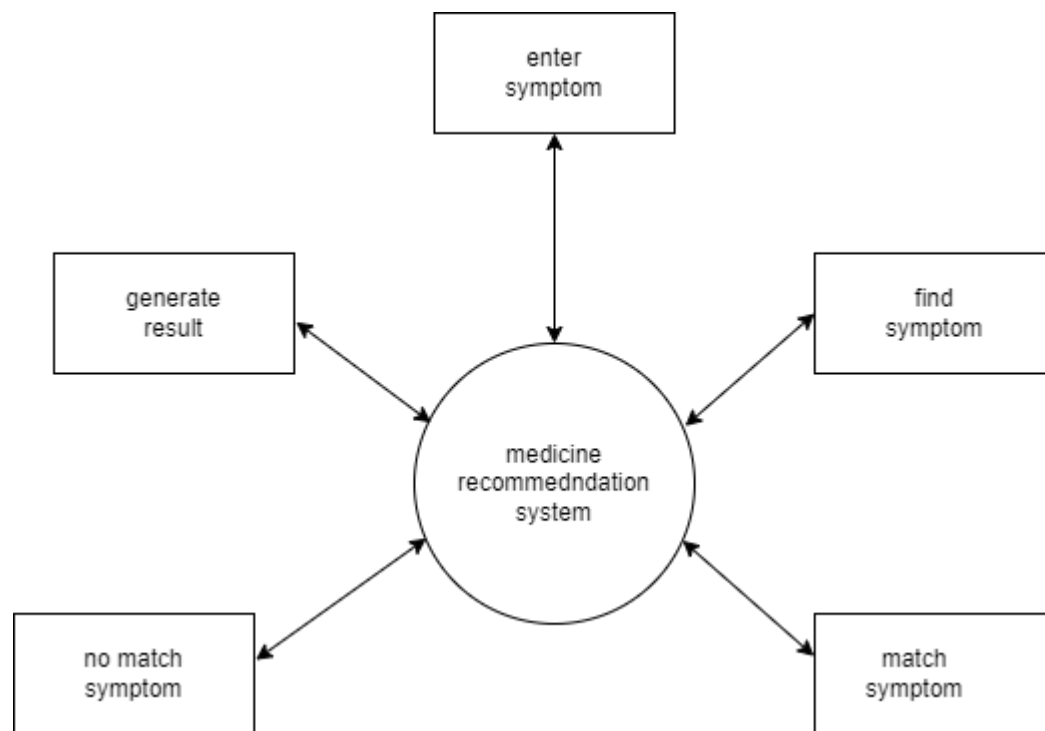 enter
symptom
generate
result
find
symptom
medicine
recommedndation
system
no match
symptom
match
symptom